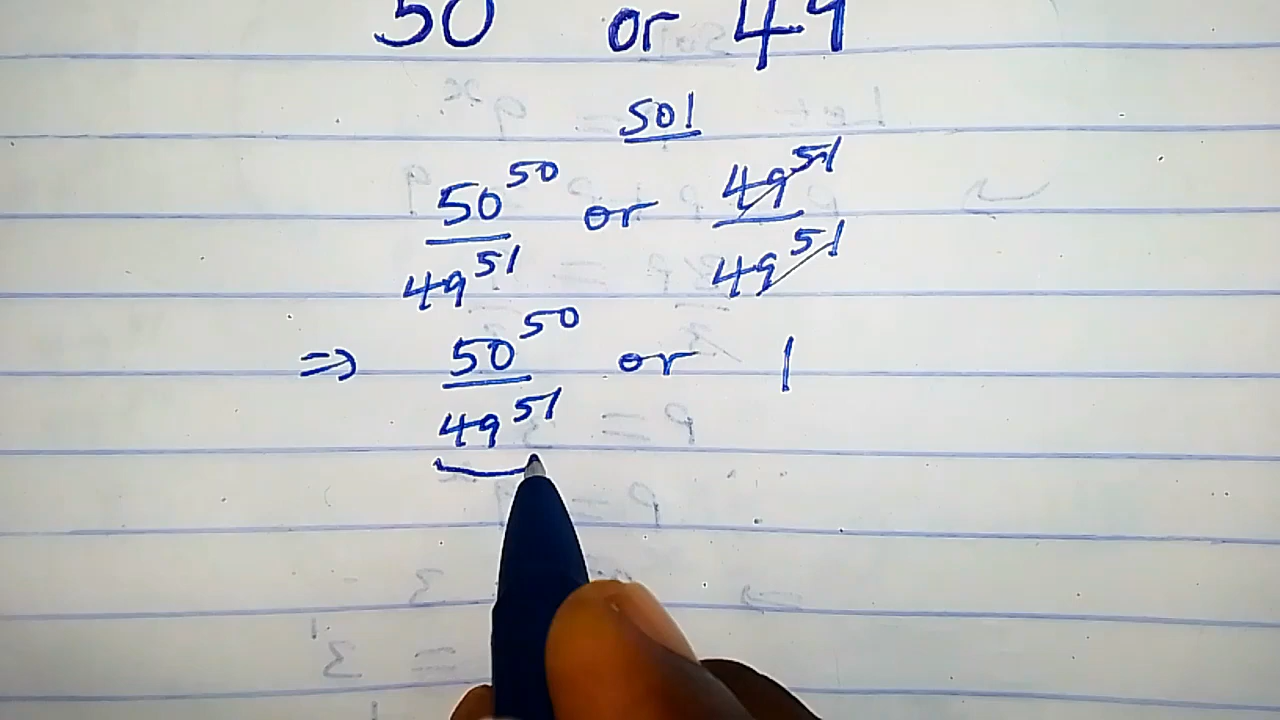 50 or 49
sol
50^50 or 49^51
49^51 49^51
⇒ 50^50 or 1
49^51